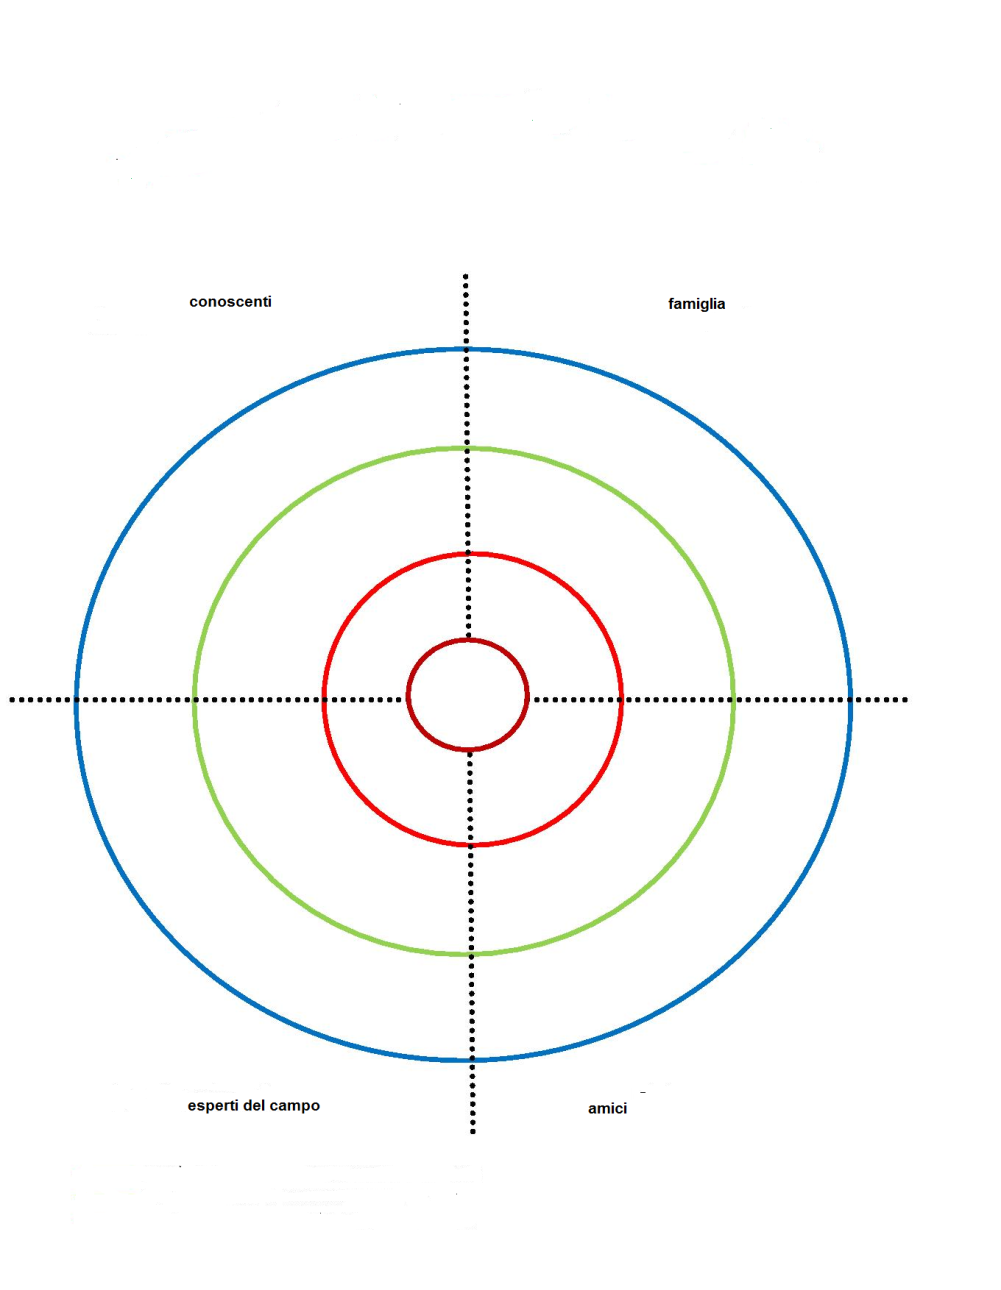 conoscenti
famiglia
esperti del campo
amici